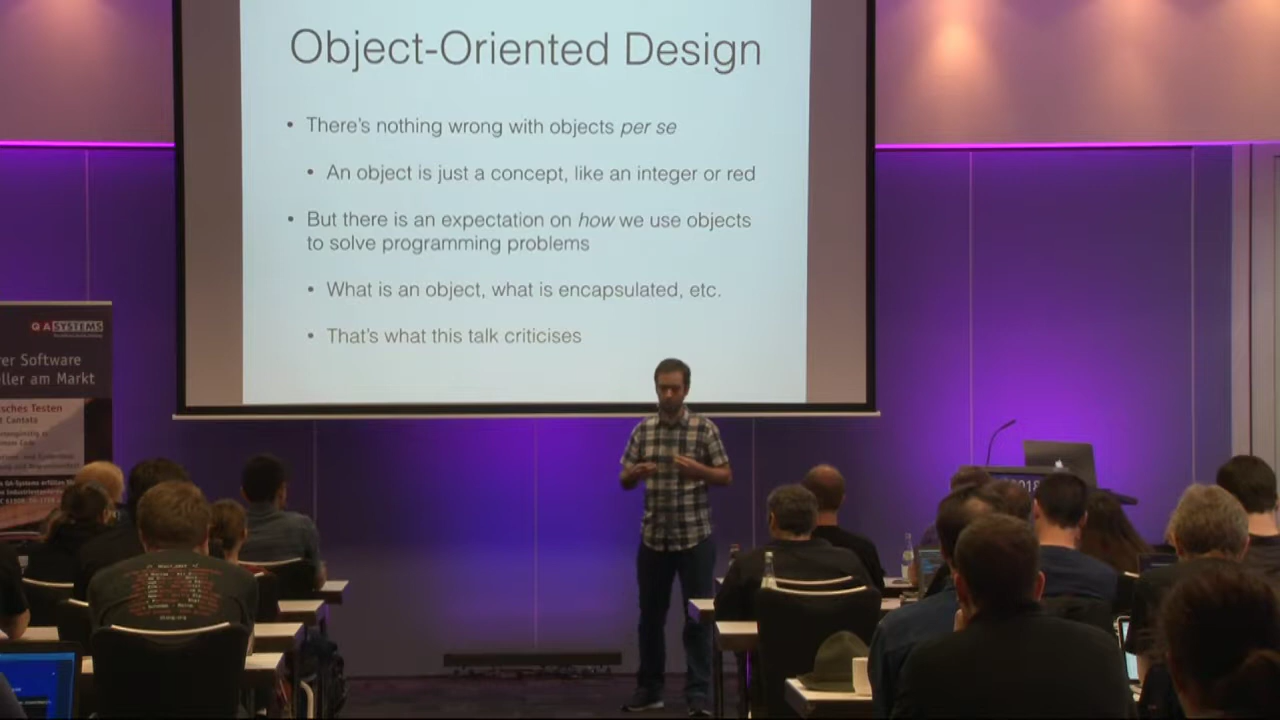 Object-Oriented Design
• There's nothing wrong with objects per se
• An object is just a concept, like an integer or red
• But there is an expectation on how we use objects
to solve programming problems
• What is an object, what is encapsulated, etc.
• That's what this talk criticises
QA SYSTEMS
rer Software
ller am Markt
sches Testen
t Cantata
2018